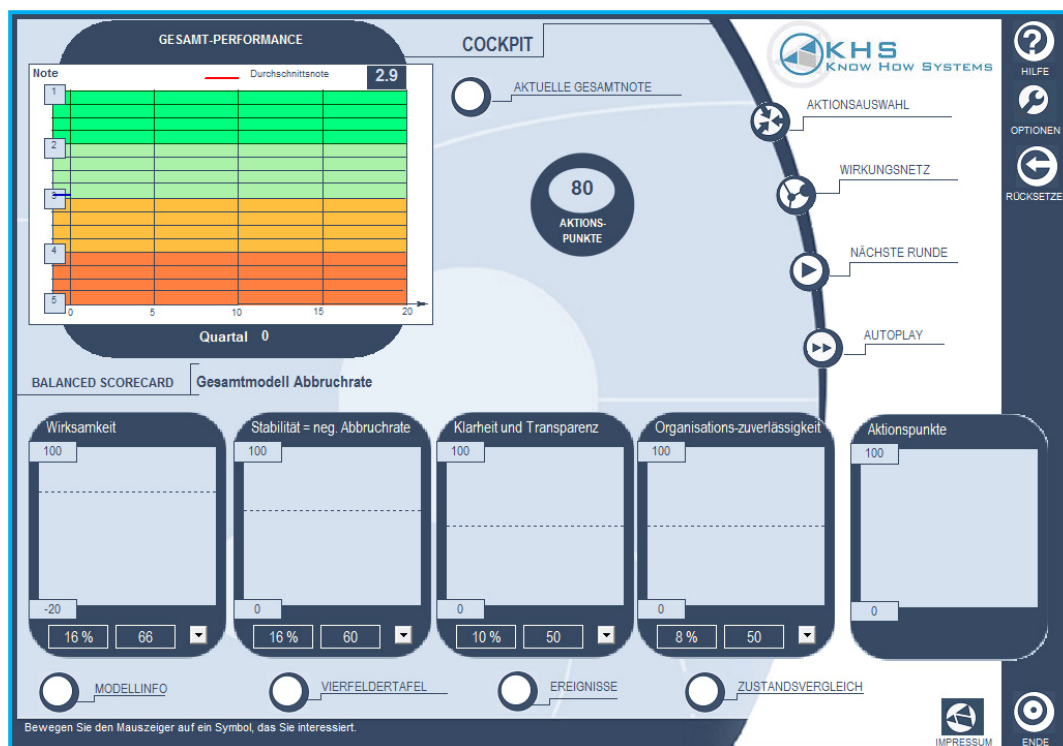 GESAMT-PERFORMANCE
Note
Durchschnittsnote
2.9
1
2
3
4
5
0
5
10
15
20
Quartal 0
COCKPIT
AKTUELLE GESAMTNOTE
80
AKTIONS-
PUNKTE
KHS
KNOW HOW SYSTEMS
AKTIONSAUSWAHL
WIRKUNGSNETZ
NÄCHSTE RUNDE
AUTOPLAY
HILFE
OPTIONEN
RÜCKSETZE
BALANCED SCORECARD
Gesamtmodell Abbruchrate
Wirksamkeit
100
-20
16 %
66
Stabilität = neg. Abbruchrate
100
0
16 %
60
Klarheit und Transparenz
100
0
10 %
50
Organisations-zuverlässigkeit
100
0
8 %
50
Aktionspunkte
100
0
MODELLINFO
VIERFELDERTAFEL
EREIGNISSE
ZUSTANDSVERGLEICH
Bewegen Sie den Mauszeiger auf ein Symbol, das Sie interessiert.
IMPRESSUM
ENDE